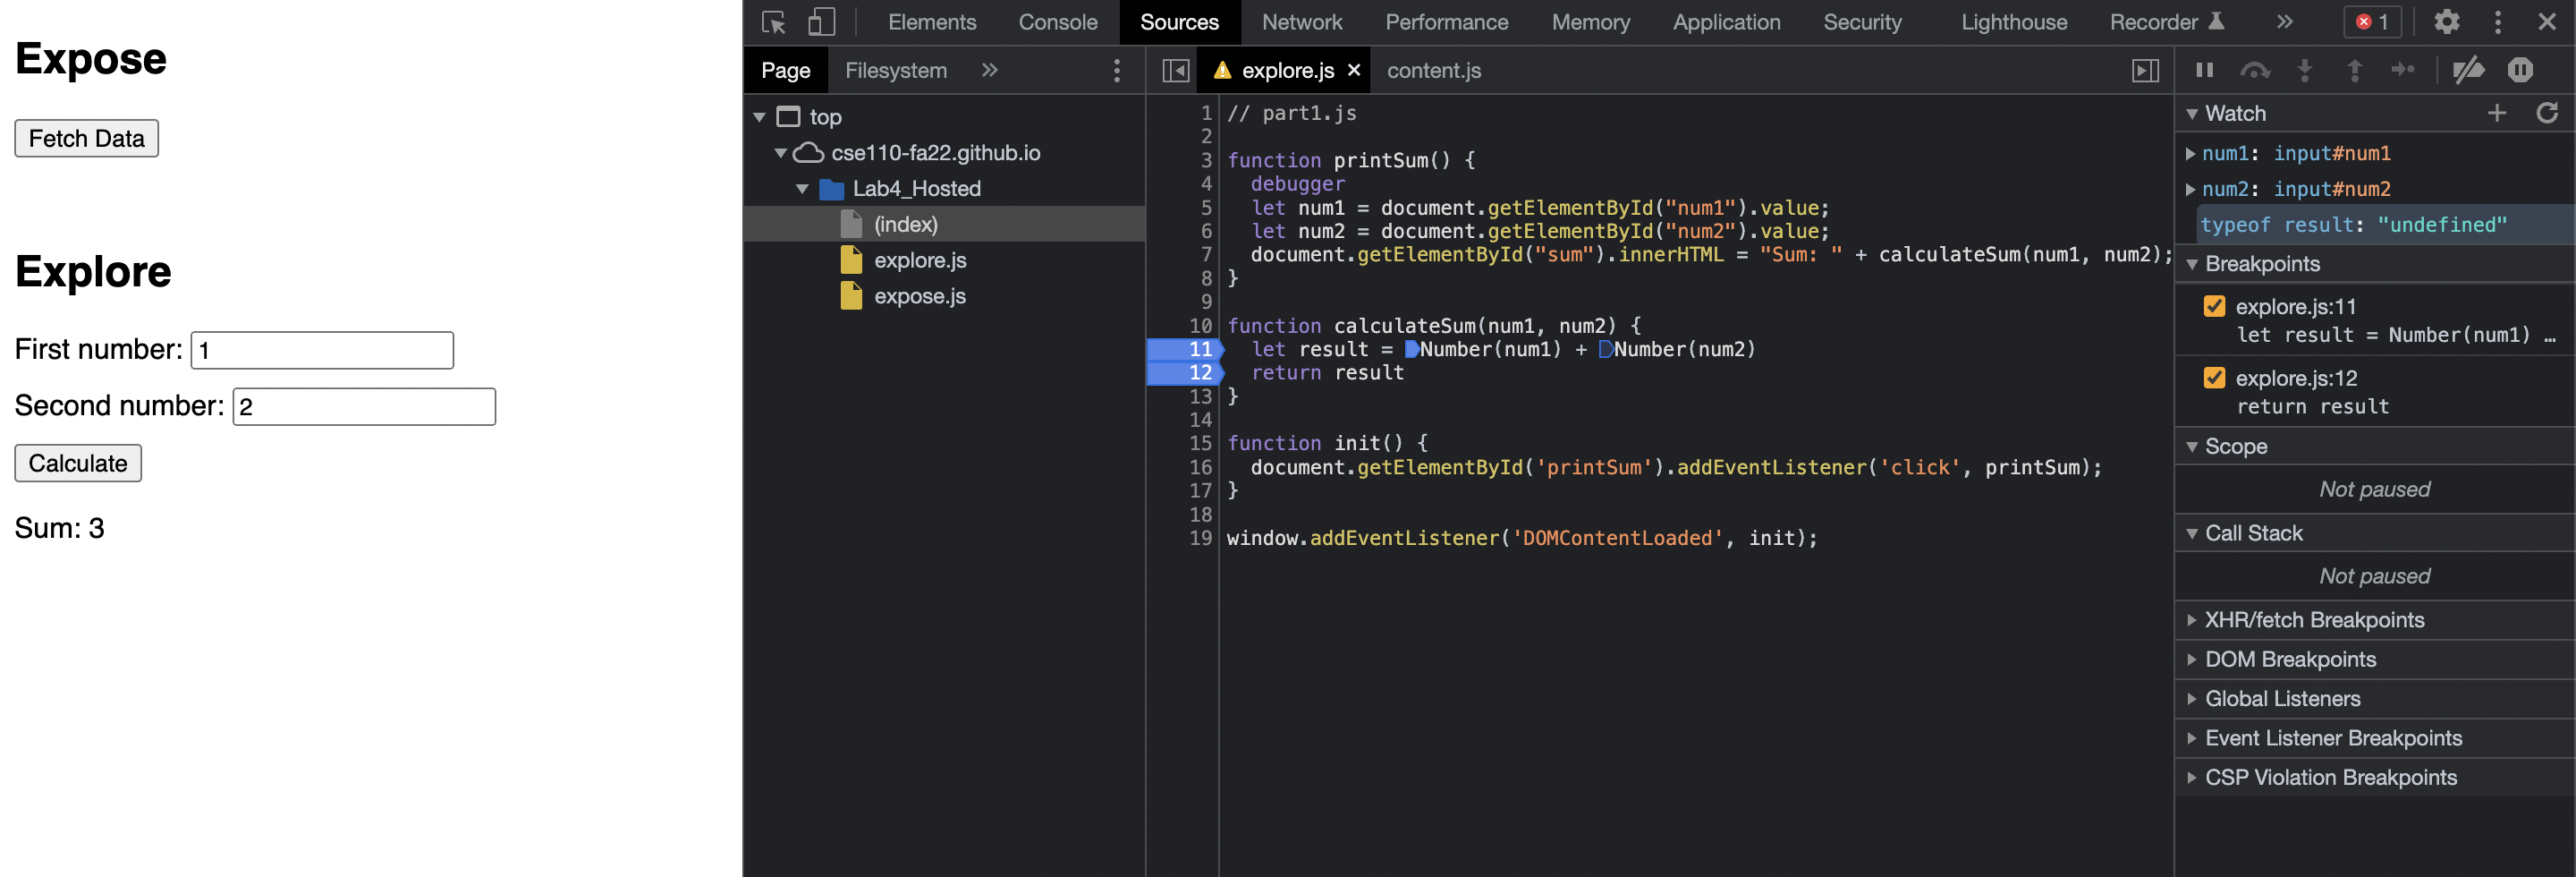 Expose
Fetch Data
Explore
First number: 1
Second number: 2
Calculate
Sum: 3
Elements Console Sources Network Performance Memory Application Security Lighthouse Recorder » 1
Page Filesystem »
top
cse110-fa22.github.io
Lab4_Hosted
(index)
explore.js
expose.js
explore.js × content.js
1 // part1.js
2
3 function printSum() {
4   debugger
5   let num1 = document.getElementById("num1").value;
6   let num2 = document.getElementById("num2").value;
7   document.getElementById("sum").innerHTML = "Sum: " + calculateSum(num1, num2);
8 }
9
10 function calculateSum(num1, num2) {
11   let result = Number(num1) + Number(num2)
12   return result
13 }
14
15 function init() {
16   document.getElementById('printSum').addEventListener('click', printSum);
17 }
18
19 window.addEventListener('DOMContentLoaded', init);
Watch
num1: input#num1
num2: input#num2
typeof result: "undefined"
Breakpoints
explore.js:11
let result = Number(num1) …
explore.js:12
return result
Scope
Not paused
Call Stack
Not paused
XHR/fetch Breakpoints
DOM Breakpoints
Global Listeners
Event Listener Breakpoints
CSP Violation Breakpoints